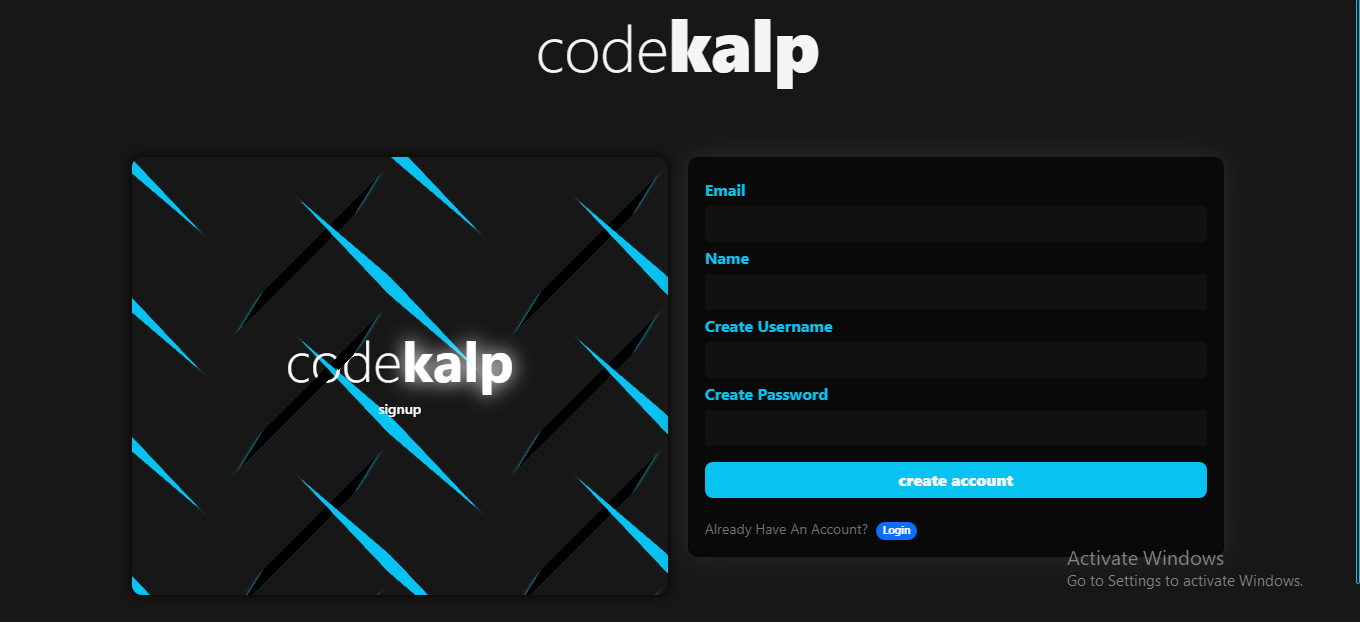 codekalp
codekalp
signup
Email
Name
Create Username
Create Password
create account
Already Have An Account? Login
Activate Windows
Go to Settings to activate Windows.